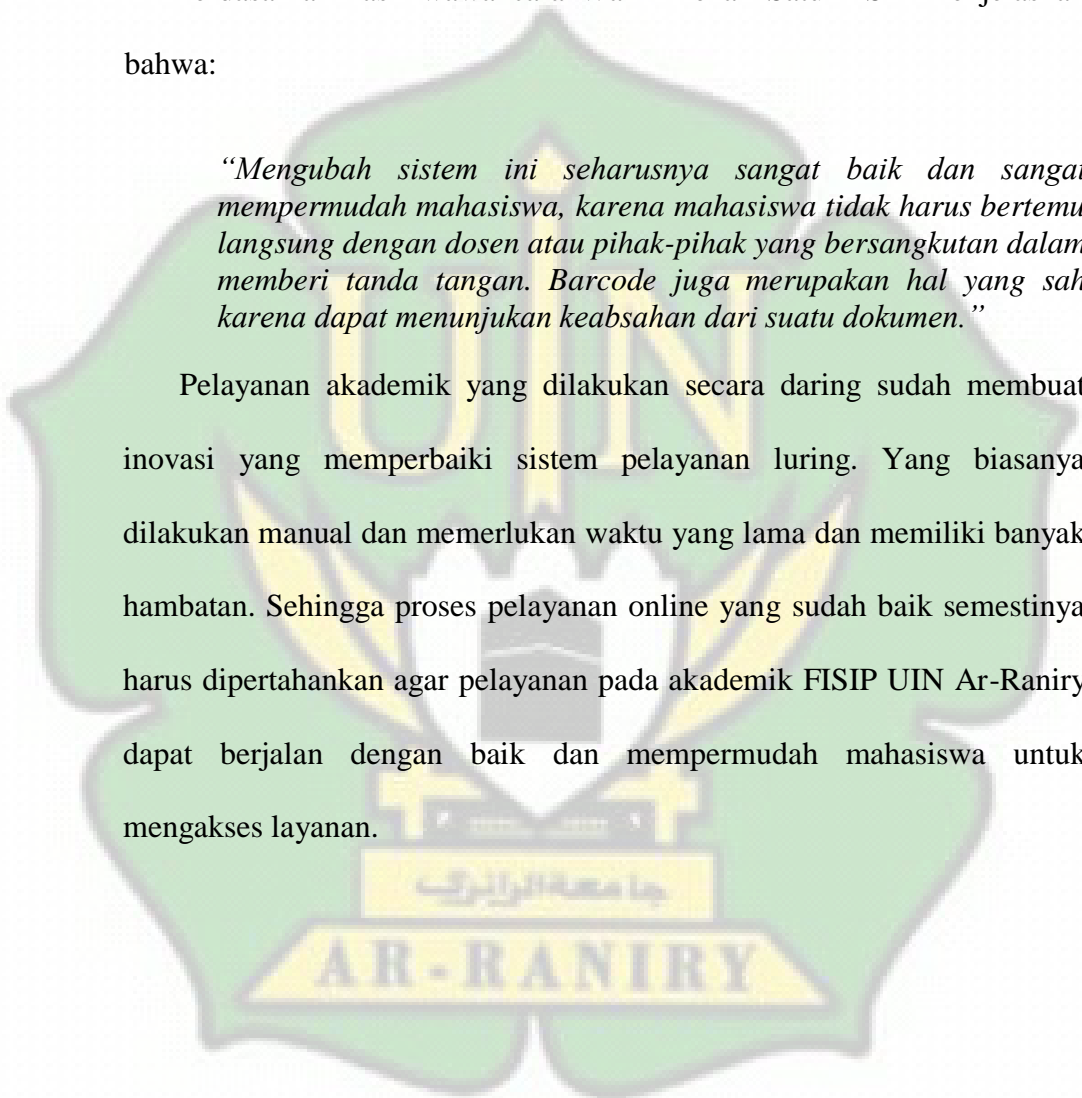 bahwa:
“Mengubah sistem ini seharusnya sangat baik dan sangat
mempermudah mahasiswa, karena mahasiswa tidak harus bertemu
langsung dengan dosen atau pihak-pihak yang bersangkutan dalam
memberi tanda tangan. Barcode juga merupakan hal yang sah
karena dapat menunjukan keabsahan dari suatu dokumen.”
Pelayanan akademik yang dilakukan secara daring sudah membuat
inovasi yang memperbaiki sistem pelayanan luring. Yang biasanya
dilakukan manual dan memerlukan waktu yang lama dan memiliki banyak
hambatan. Sehingga proses pelayanan online yang sudah baik semestinya
harus dipertahankan agar pelayanan pada akademik FISIP UIN Ar-Raniry
dapat berjalan dengan baik dan mempermudah mahasiswa untuk
mengakses layanan.
UIN
جامعة الرانري
AR-RANIRY